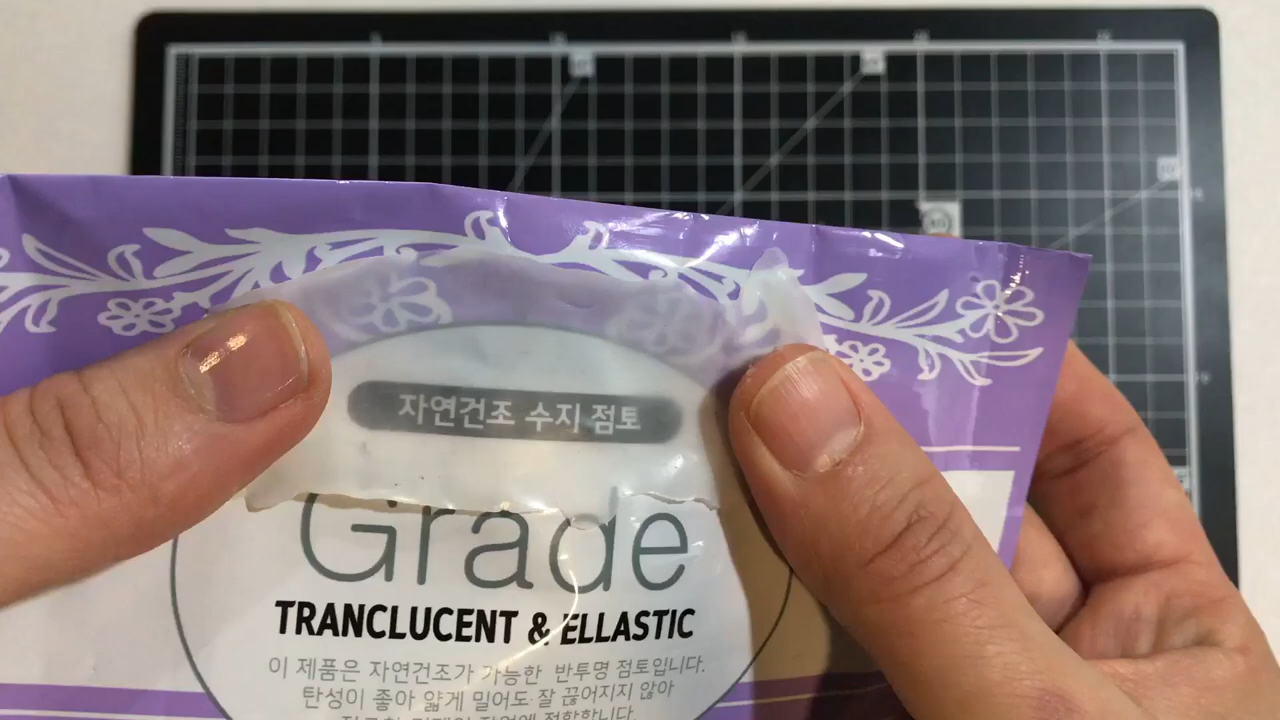 자연건조 수지 점토
Grade
TRANCLUCENT & ELLASTIC
이 제품은 자연건조가 가능한 반투명 점토입니다.
탄성이 좋아 얇게 밀어도 잘 끊어지지 않아